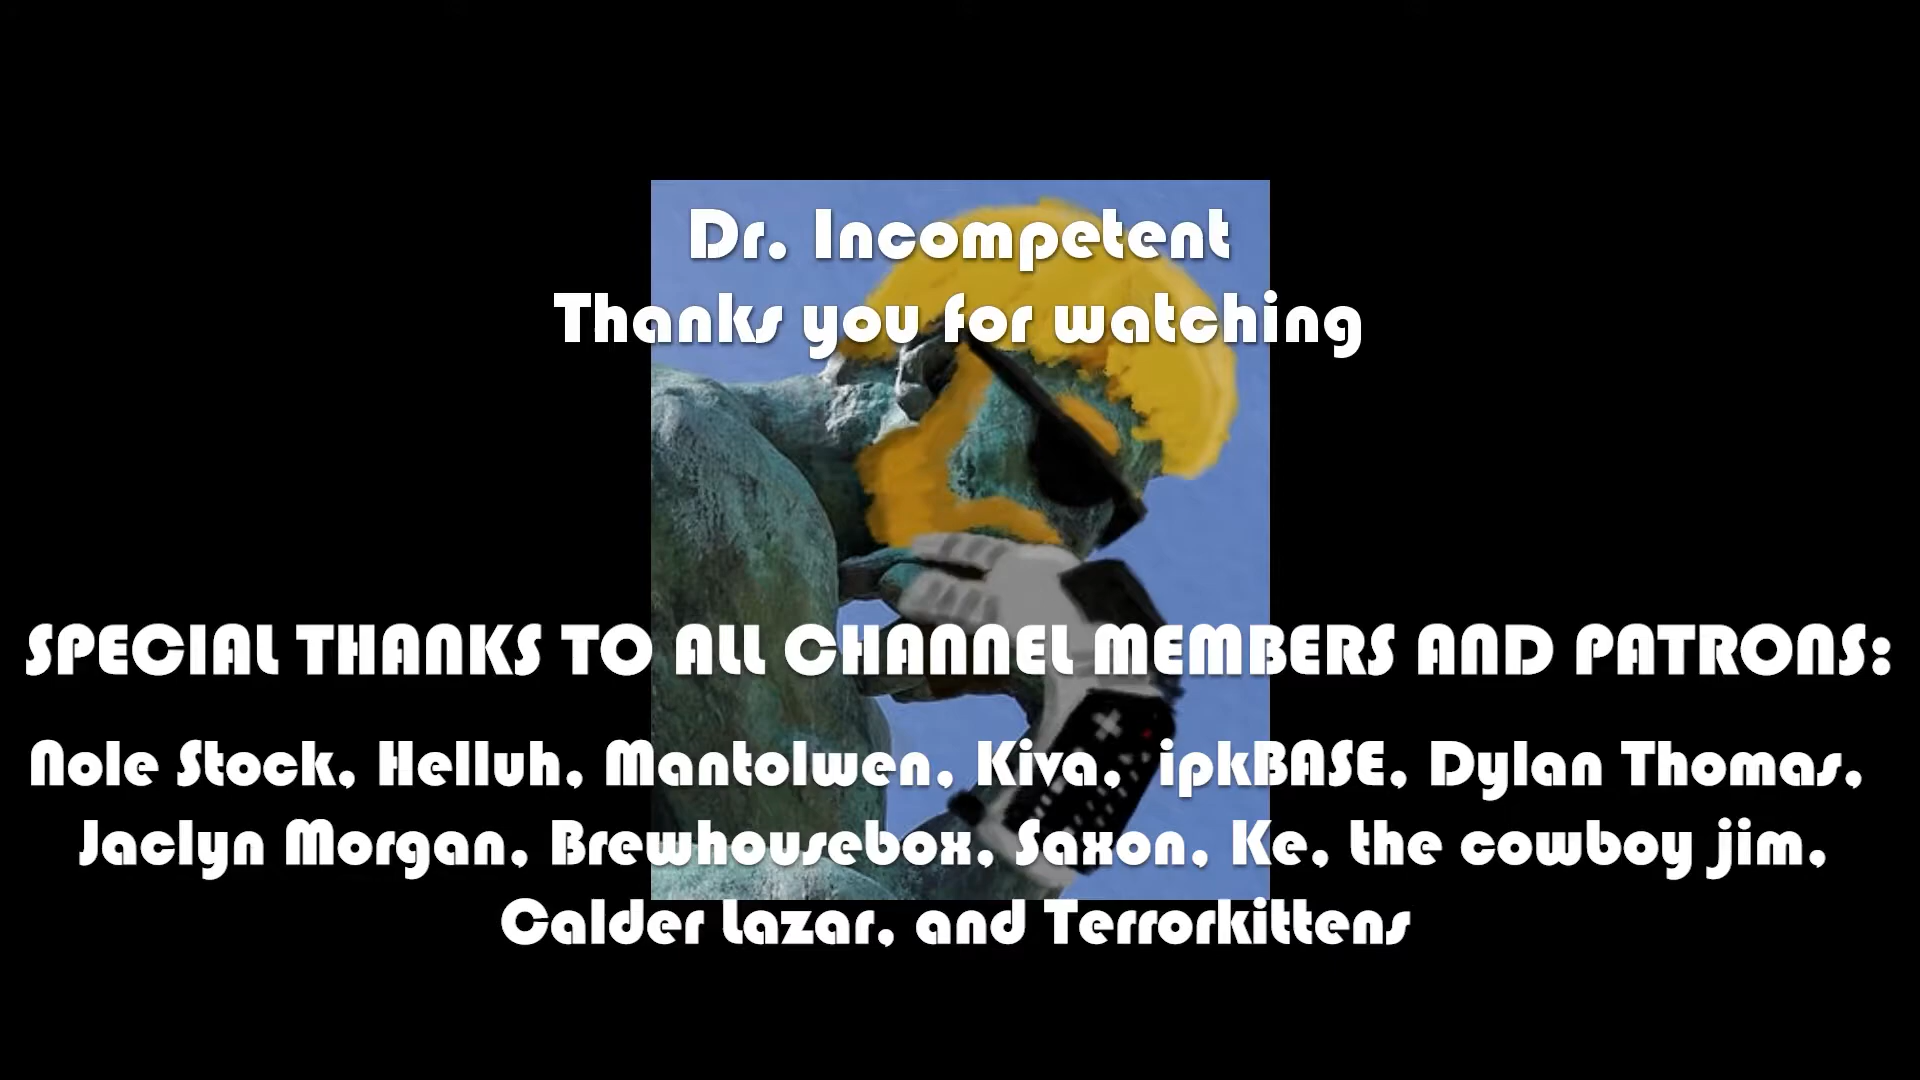 Dr. Incompetent
Thanks you for watching
SPECIAL THANKS TO ALL CHANNEL MEMBERS AND PATRONS:
Nole Stock, Helluh, Mantolwen, Kiva, ipkBASE, Dylan Thomas,
Jaclyn Morgan, Brewhousebox, Saxon, Ke, the cowboy jim,
Calder Lazar, and Terrorkittens